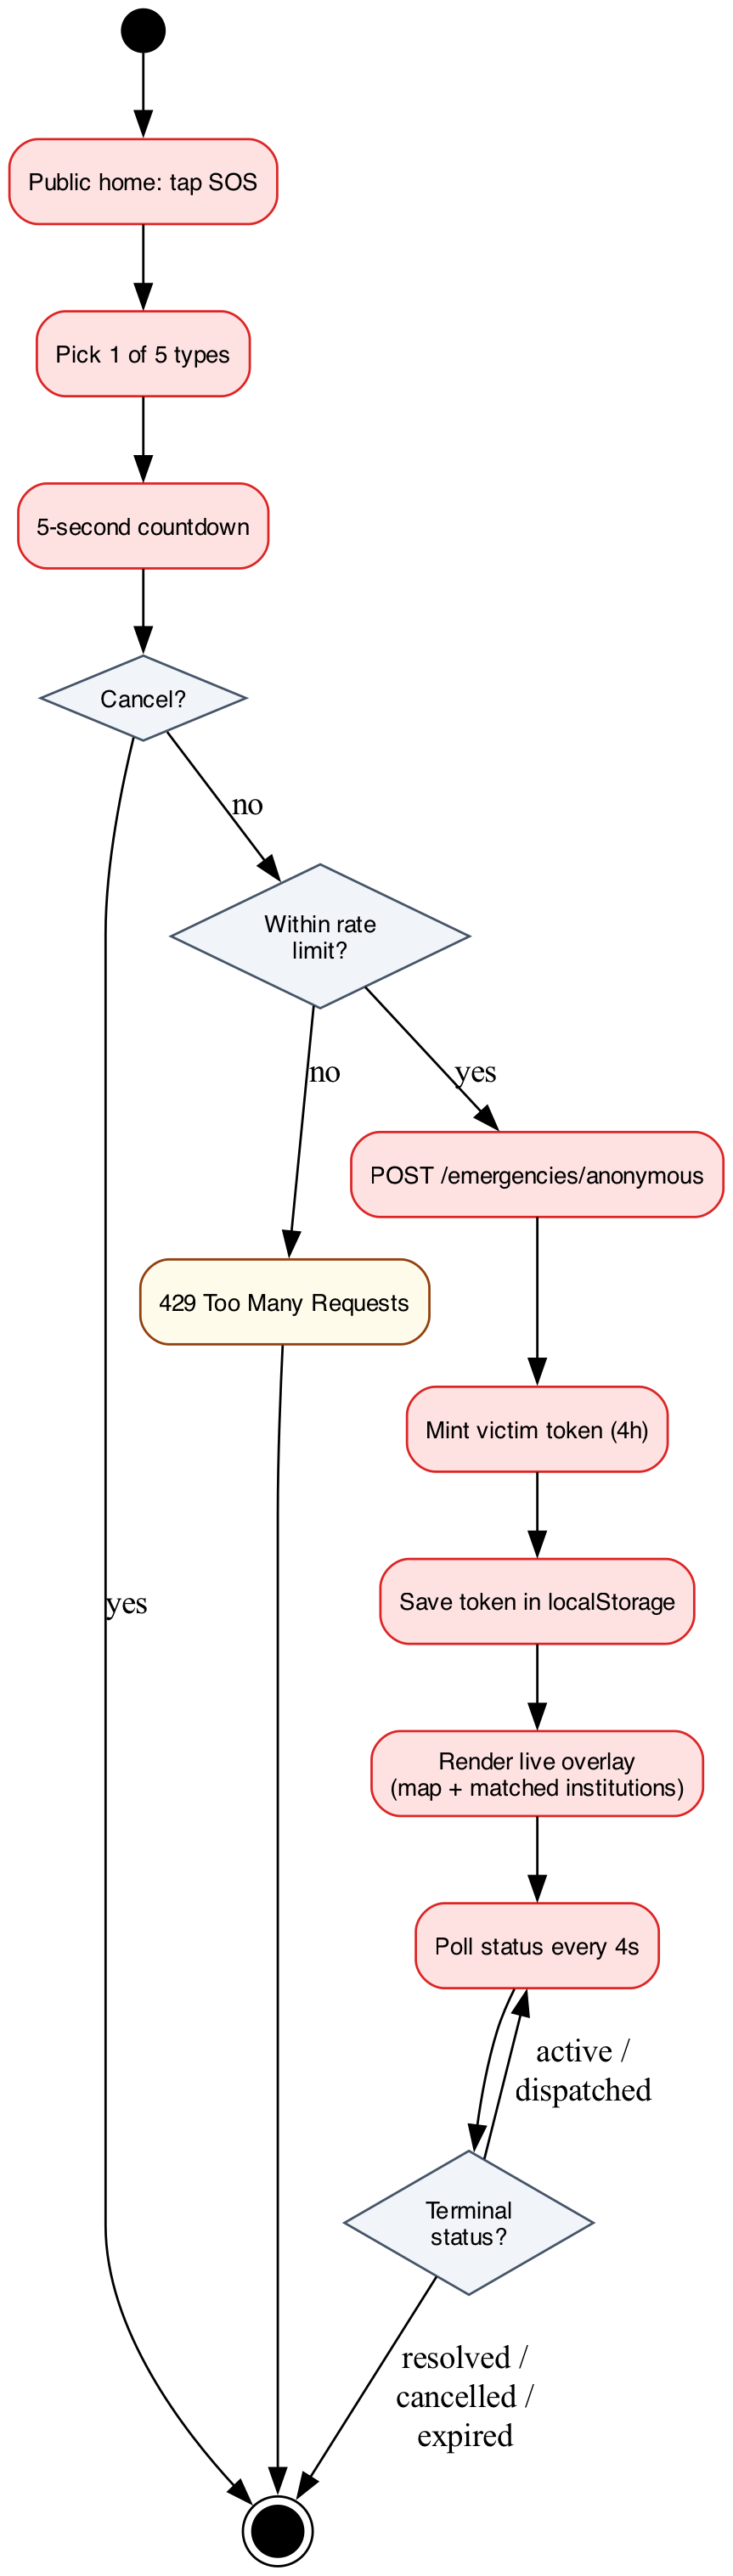 Public home: tap SOS
Pick 1 of 5 types
5-second countdown
Cancel?
no
Within rate
limit?
no
yes
POST /emergencies/anonymous
429 Too Many Requests
Mint victim token (4h)
yes
Save token in localStorage
Render live overlay
(map + matched institutions)
Poll status every 4s
active /
dispatched
Terminal
status?
resolved /
cancelled /
expired